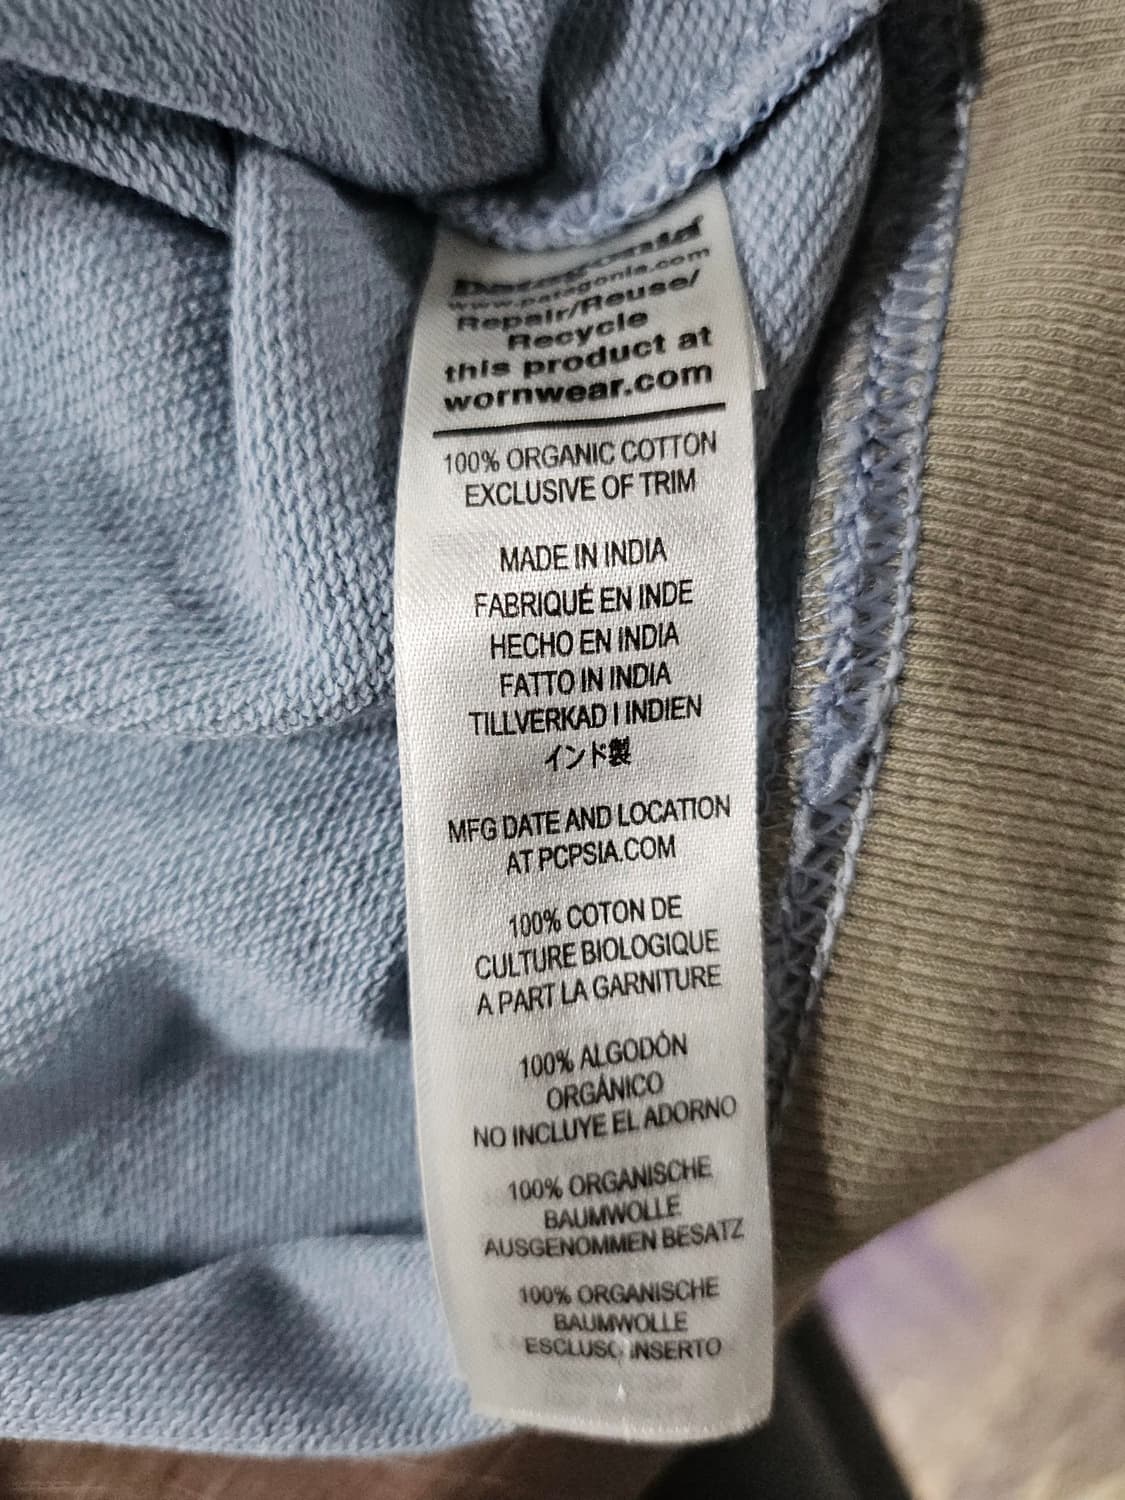 patagonia
www.patagonia.com
Repair/Reuse/
Recycle
this product at
wornwear.com
100% ORGANIC COTTON
EXCLUSIVE OF TRIM
MADE IN INDIA
FABRIQUÉ EN INDE
HECHO EN INDIA
FATTO IN INDIA
TILLVERKAD I INDIEN
インド製
MFG DATE AND LOCATION
AT PCPSIA.COM
100% COTON DE
CULTURE BIOLOGIQUE
A PART LA GARNITURE
100% ALGODÓN
ORGÁNICO
NO INCLUYE EL ADORNO
100% ORGANISCHE
BAUMWOLLE
AUSGENOMMEN BESATZ
100% ORGANISCHE
BAUMWOLLE
ESCLUSO INSERTO